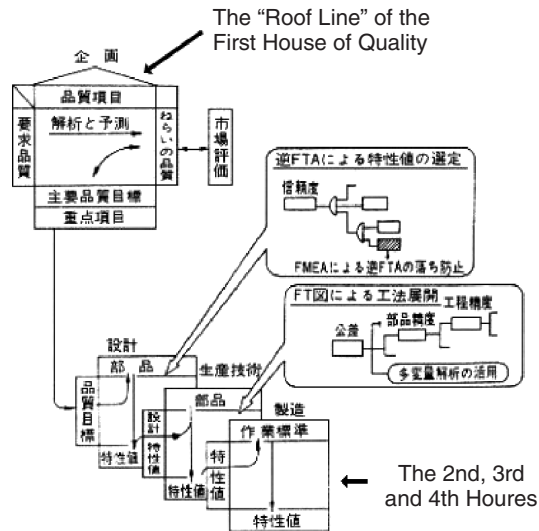 The “Roof Line” of the
First House of Quality
企 画
品質項目
要求品質
解析と予測
ねらいの品質
市場評価
主要品質目標
重点項目
逆FTAによる特性値の選定
信頼度
FMEAによる逆FTAの落ち防止
FT図による工法展開
工程精度
部品精度
公差
多変量解析の活用
設計
部 品
品質目標
特性値
生産技術
部品
設計特性値
特性値
製造
作業標準
特性値
特性値
The 2nd, 3rd
and 4th Houres